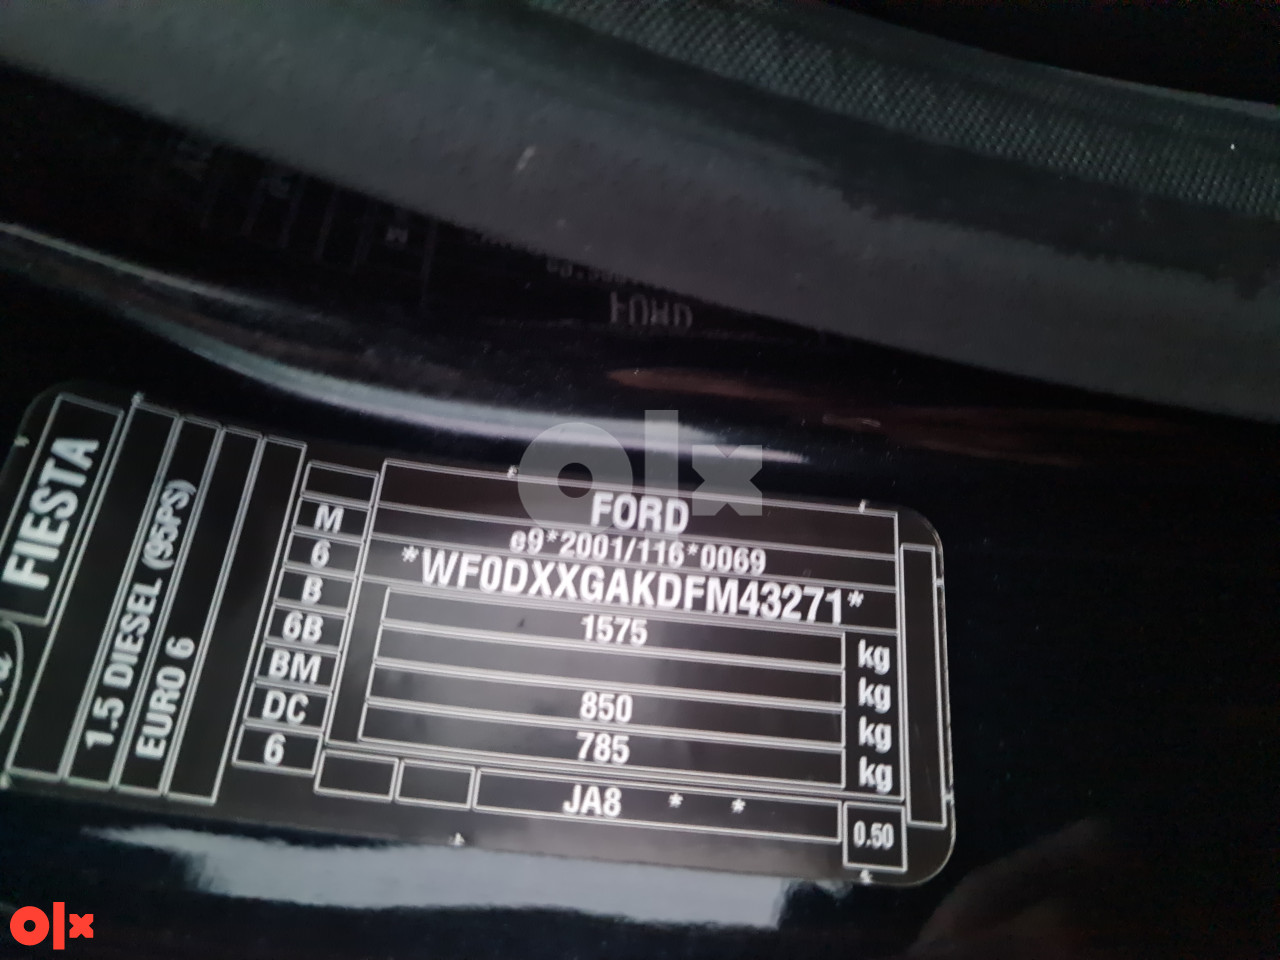 FIESTA
1.5 DIESEL (95PS)
EURO 6
M
6
B
6B
BM
DC
6
FORD
e9*2001/116*0069
*WF0DXXGAKDFM43271*
1575 kg
kg
850 kg
785 kg
JA8 * *
0.50
olx
olx